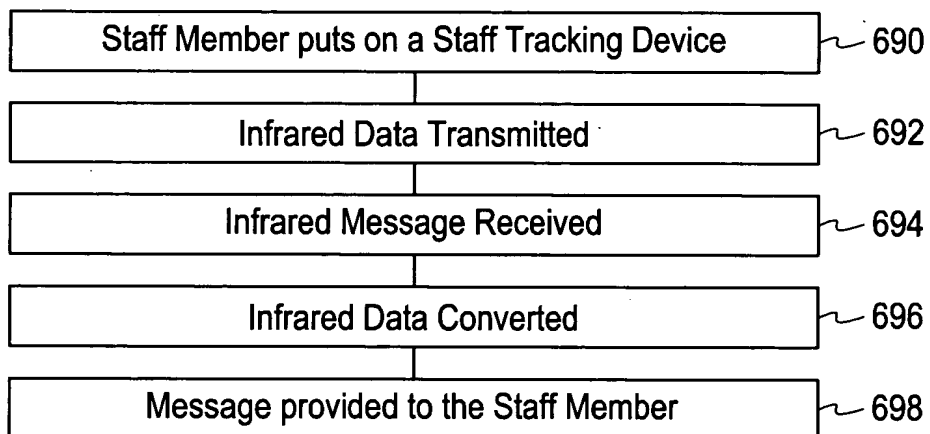 Staff Member puts on a Staff Tracking Device 690
Infrared Data Transmitted 692
Infrared Message Received 694
Infrared Data Converted 696
Message provided to the Staff Member 698